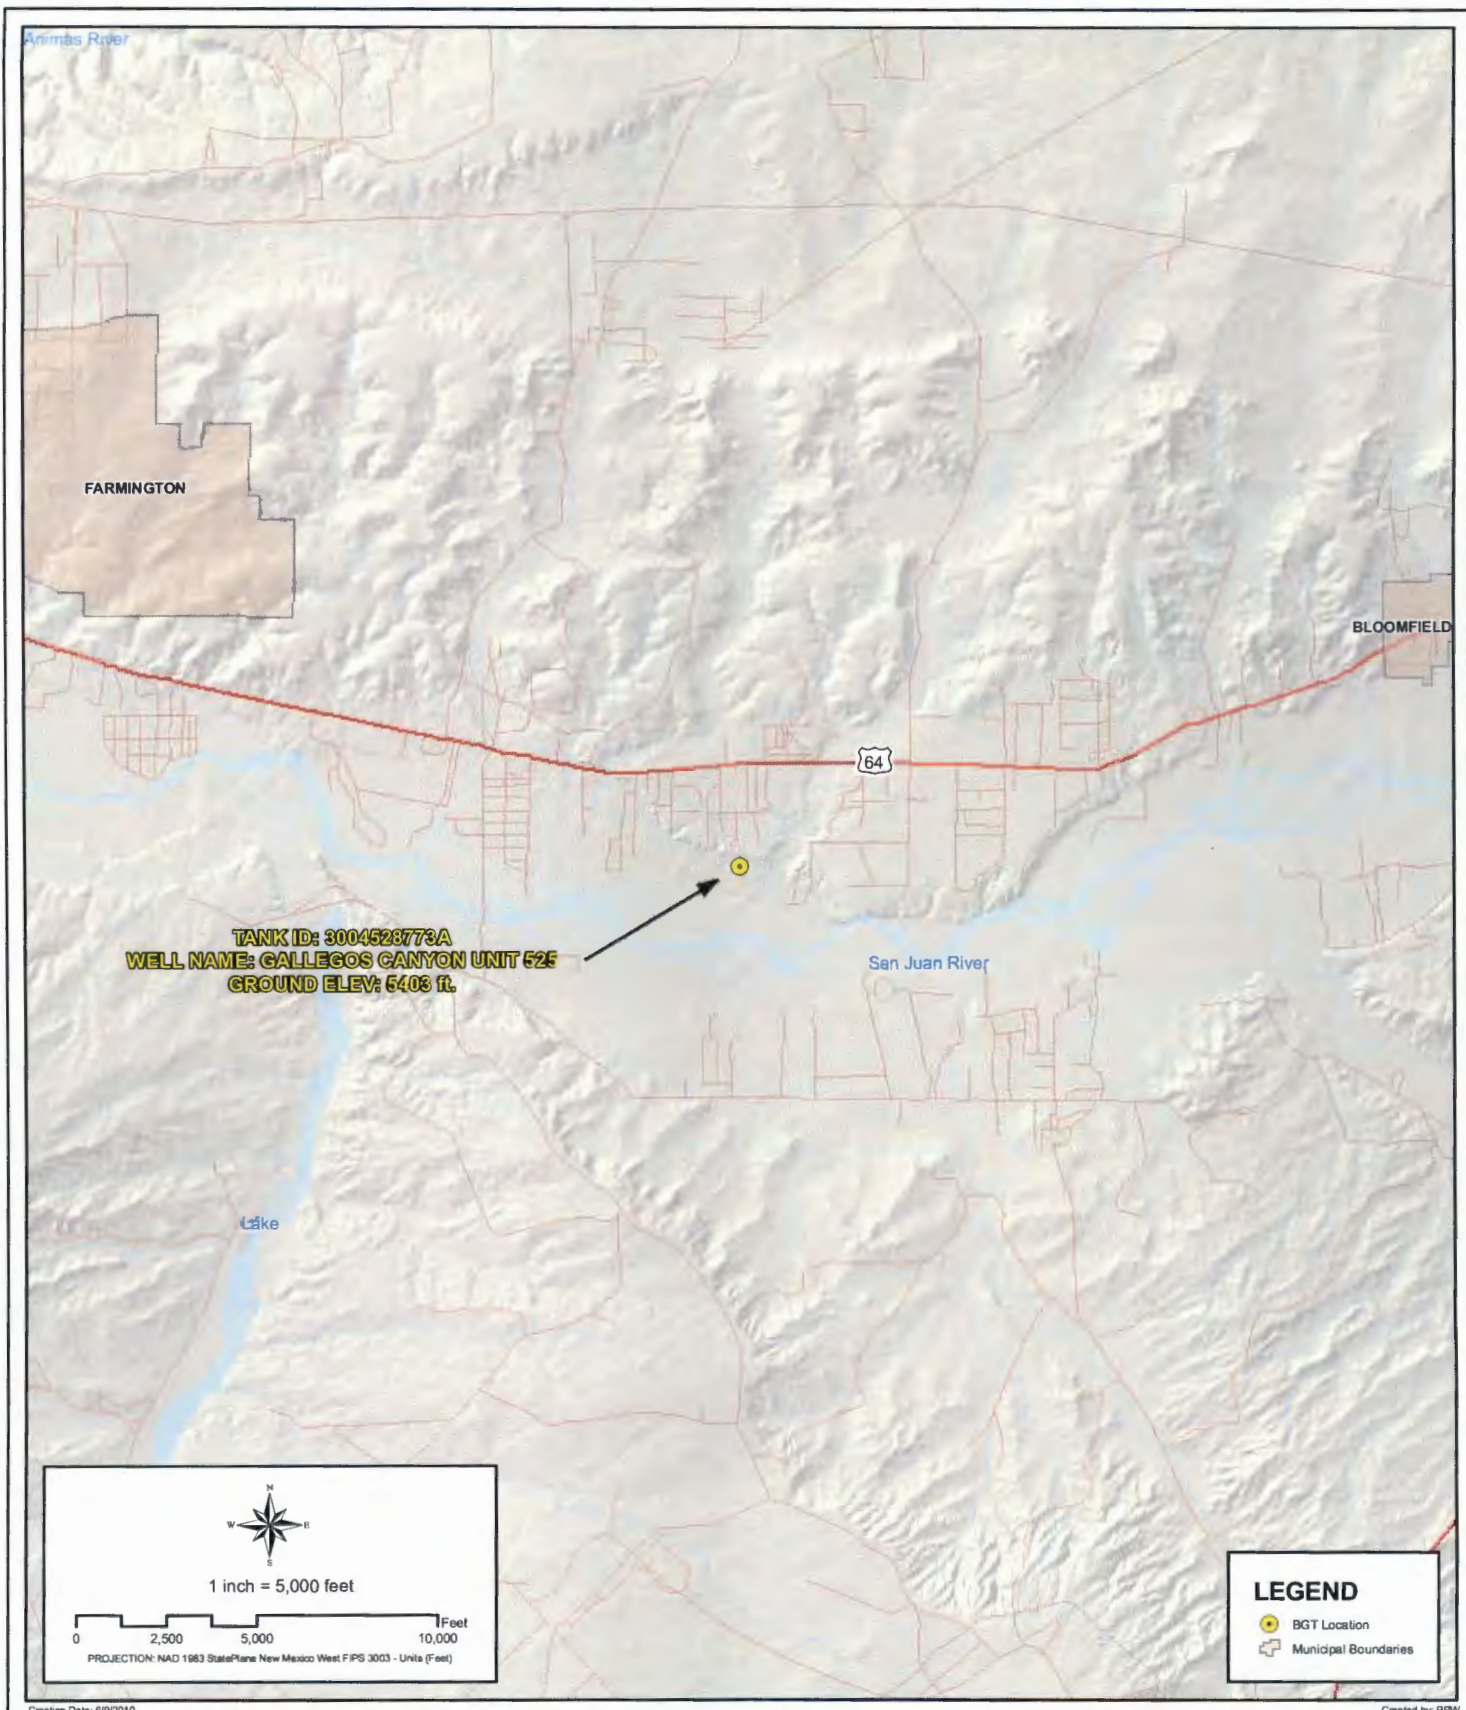 Animas River
FARMINGTON
BLOOMFIELD
64
TANK ID: 3004528773A
WELL NAME: GALLEGOS CANYON UNIT 525
GROUND ELEV: 5403 ft.
San Juan River
Lake
N
W E
S
1 inch = 5,000 feet
Feet
0 2,500 5,000 10,000
PROJECTION: NAD 1983 StatePlane New Mexico West FIPS 3003 - Units (Feet)
LEGEND
BGT Location
Municipal Boundaries